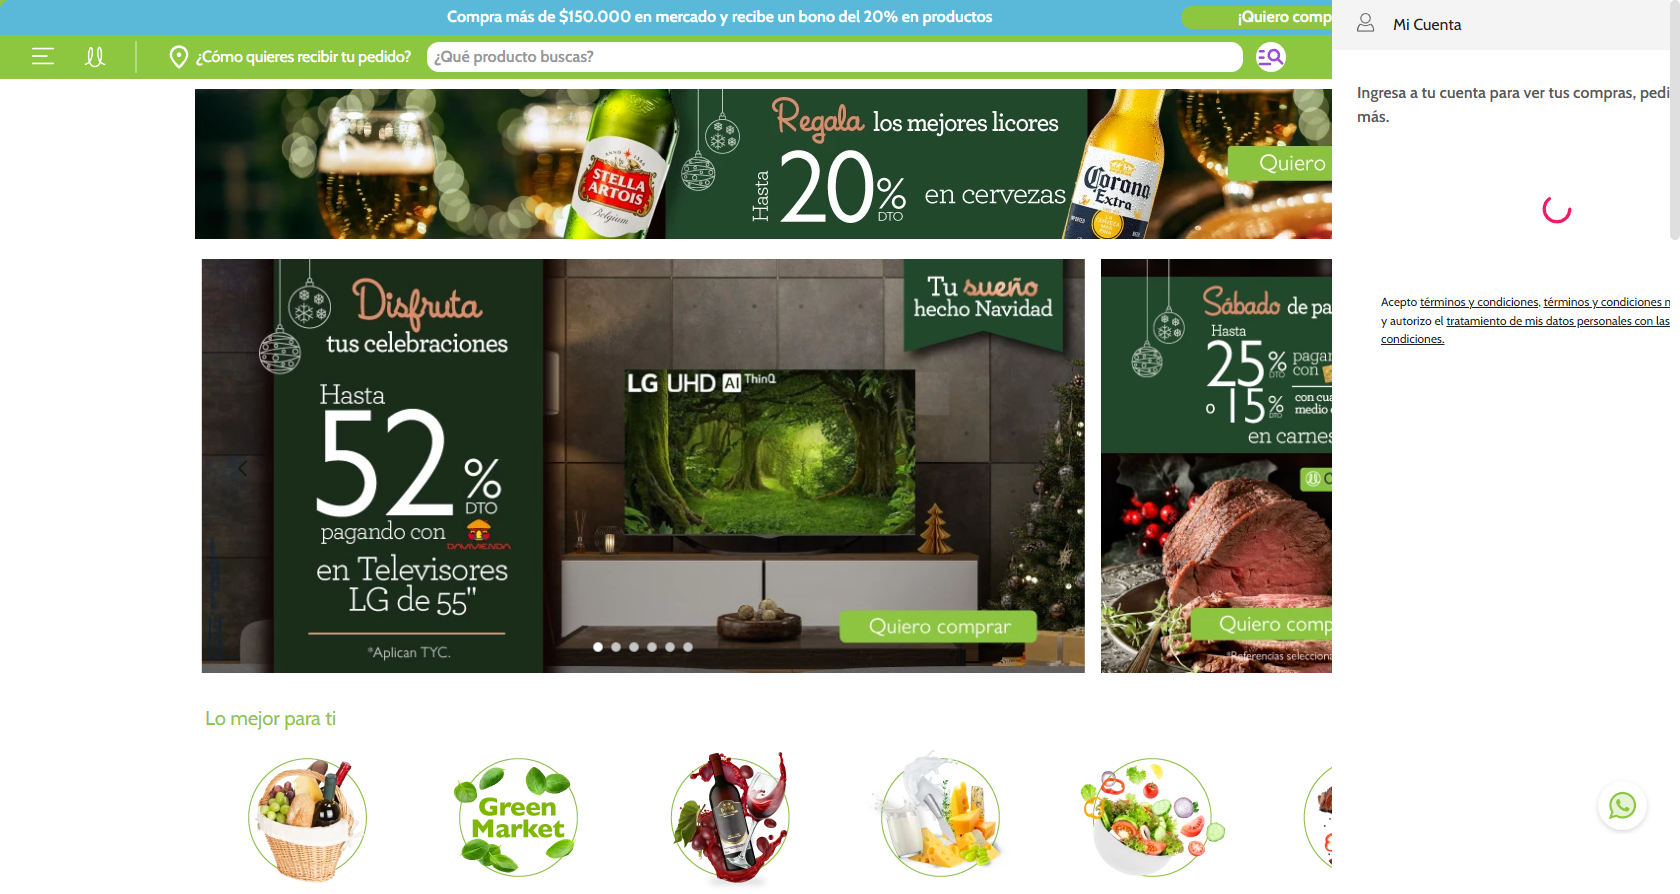 Compra más de $150.000 en mercado y recibe un bono del 20% en productos
¡Quiero comp
Mi Cuenta
¿Cómo quieres recibir tu pedido?
¿Qué producto buscas?
Ingresa a tu cuenta para ver tus compras, pedi
más.
Regala los mejores licores
Hasta 20% DTO en cervezas
Quiero
ANNO 1366
STELLA
ARTOIS
Belgium
Corona
Extra
Acepto términos y condiciones, términos y condiciones
y autorizo el tratamiento de mis datos personales con las
condiciones.
Disfruta
tus celebraciones
Hasta
52% DTO
pagando con DAVIVIENDA
en Televisores
LG de 55"
*Aplican TYC.
LG UHD AI ThinQ
Tu sueño
hecho Navidad
Quiero comprar
Sábado de pa
Hasta
25% DTO pagar
con
o 15% DTO con cua
medio
en carnes
Quiero comp
*Referencias selecciona
Lo mejor para ti
Green
Market